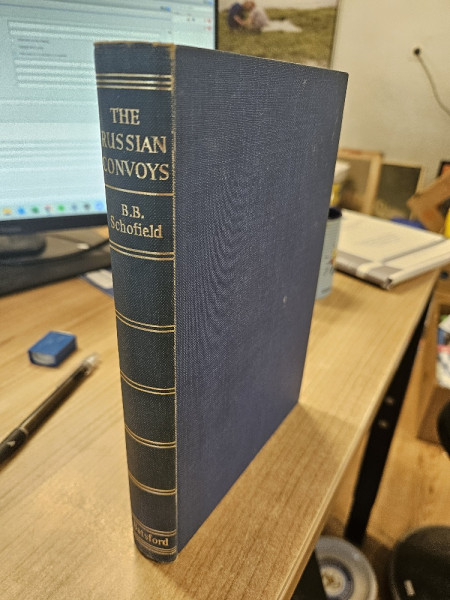 THE
RUSSIAN
CONVOYS
B.B.
Schofield
Batsford